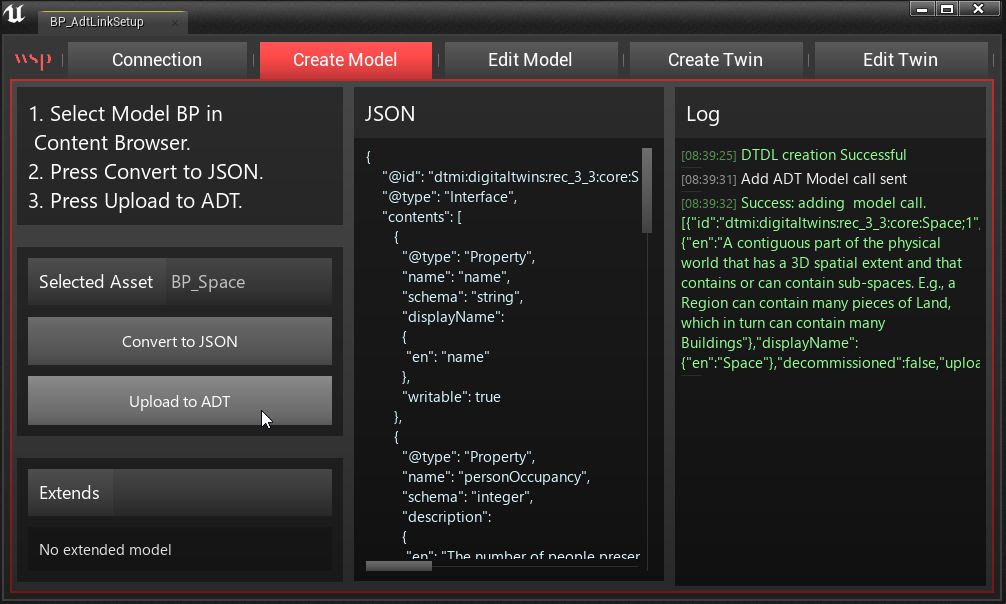 BP_AdtLinkSetup
wsp
Connection
Create Model
Edit Model
Create Twin
Edit Twin
1. Select Model BP in
Content Browser.
2. Press Convert to JSON.
3. Press Upload to ADT.
Selected Asset BP_Space
Convert to JSON
Upload to ADT
Extends
No extended model
JSON
{
"@id": "dtmi:digitaltwins:rec_3_3:core:S
"@type": "Interface",
"contents": [
{
"@type": "Property",
"name": "name",
"schema": "string",
"displayName":
{
"en": "name"
},
"writable": true
},
{
"@type": "Property",
"name": "personOccupancy",
"schema": "integer",
"description":
{
"en": "The number of people presen
Log
[08:39:25] DTDL creation Successful
[08:39:31] Add ADT Model call sent
[08:39:32] Success: adding  model call.
[{"id":"dtmi:digitaltwins:rec_3_3:core:Space;1",
{"en":"A contiguous part of the physical
world that has a 3D spatial extent and that
contains or can contain sub-spaces. E.g., a
Region can contain many pieces of Land,
which in turn can contain many
Buildings"},"displayName":
{"en":"Space"},"decommissioned":false,"uploa